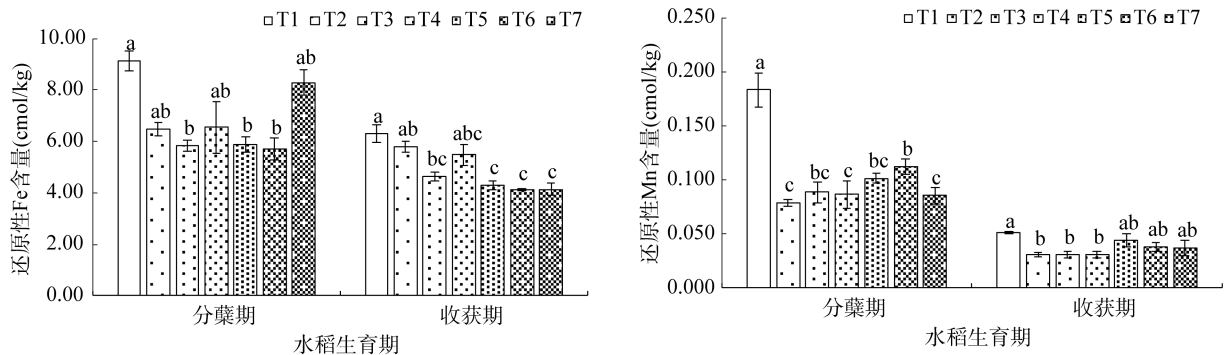 □T1 □T2 □T3 □T4 □T5 □T6 □T7
还原性Fe含量(cmol/kg)
10.00
8.00
6.00
4.00
2.00
0.00
a
ab
b
ab
b
b
ab
a
ab
bc
abc
c
c
c
分蘖期
收获期
水稻生育期
□T1 □T2 □T3 □T4 □T5 □T6 □T7
还原性Mn含量(cmol/kg)
0.250
0.200
0.150
0.100
0.050
0.000
a
c
bc
c
bc
b
c
a
b
b
b
ab
ab
ab
分蘖期
收获期
水稻生育期